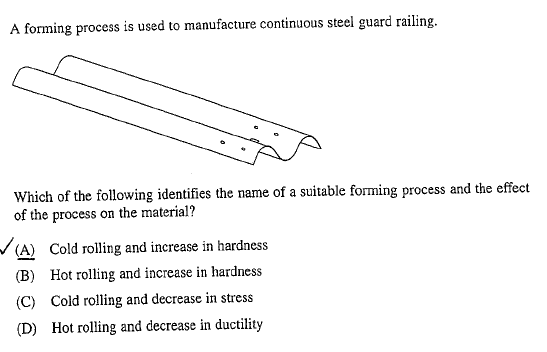 A forming process is used to manufacture continuous steel guard railing.
Which of the following identifies the name of a suitable forming process and the effect
of the process on the material?
(A) Cold rolling and increase in hardness
(B) Hot rolling and increase in hardness
(C) Cold rolling and decrease in stress
(D) Hot rolling and decrease in ductility